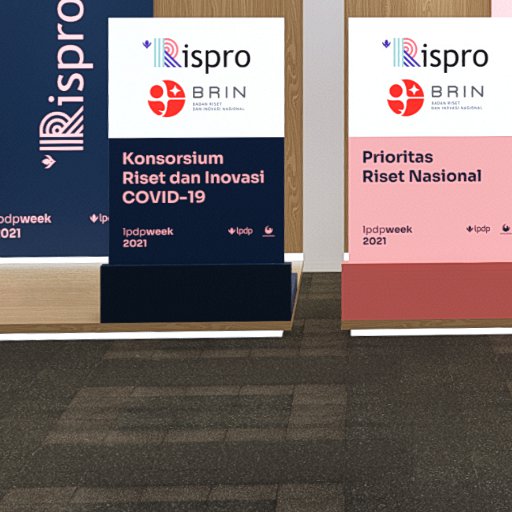 Rispro
lpdpweek
2021
Rispro
BRIN
BADAN RISET
DAN INOVASI NASIONAL
Konsorsium
Riset dan Inovasi
COVID-19
lpdpweek
2021
lpdp
Rispro
BRIN
BADAN RISET
DAN INOVASI NASIONAL
Prioritas
Riset Nasional
lpdpweek
2021
lpdp